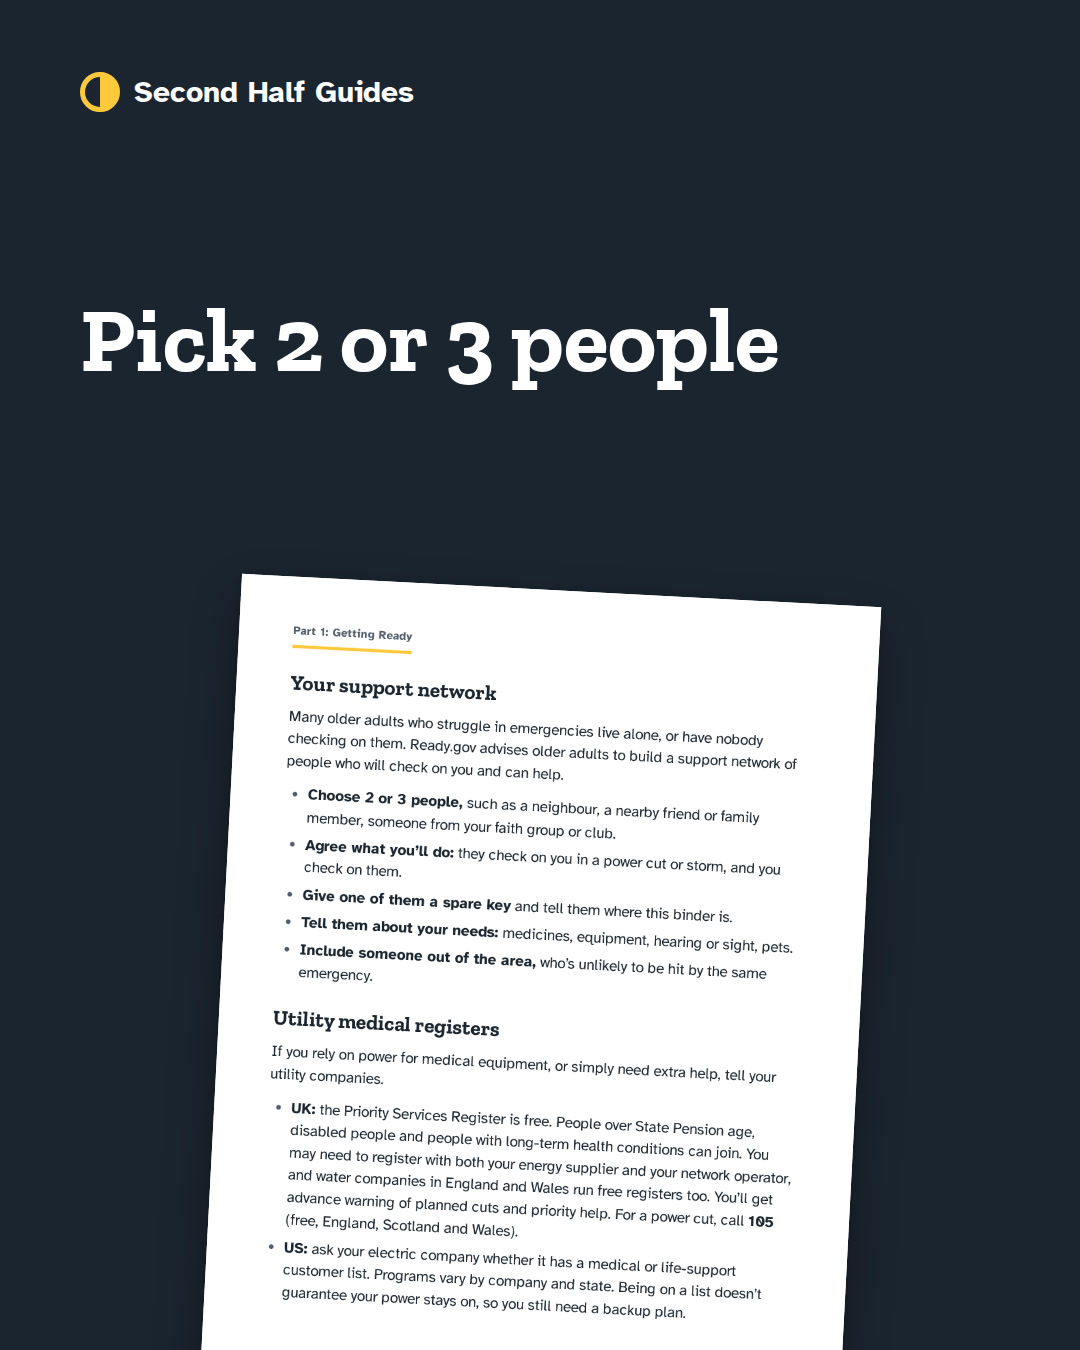 Second Half Guides
Pick 2 or 3 people
Part 1: Getting Ready
Your support network
Many older adults who struggle in emergencies live alone, or have nobody
checking on them. Ready.gov advises older adults to build a support network of
people who will check on you and can help.
• Choose 2 or 3 people, such as a neighbour, a nearby friend or family
member, someone from your faith group or club.
• Agree what you’ll do: they check on you in a power cut or storm, and you
check on them.
• Give one of them a spare key and tell them where this binder is.
• Tell them about your needs: medicines, equipment, hearing or sight, pets.
• Include someone out of the area, who’s unlikely to be hit by the same
emergency.
Utility medical registers
If you rely on power for medical equipment, or simply need extra help, tell your
utility companies.
• UK: the Priority Services Register is free. People over State Pension age,
disabled people and people with long-term health conditions can join. You
may need to register with both your energy supplier and your network operator,
and water companies in England and Wales run free registers too. You’ll get
advance warning of planned cuts and priority help. For a power cut, call 105
(free, England, Scotland and Wales).
• US: ask your electric company whether it has a medical or life-support
customer list. Programs vary by company and state. Being on a list doesn’t
guarantee your power stays on, so you still need a backup plan.